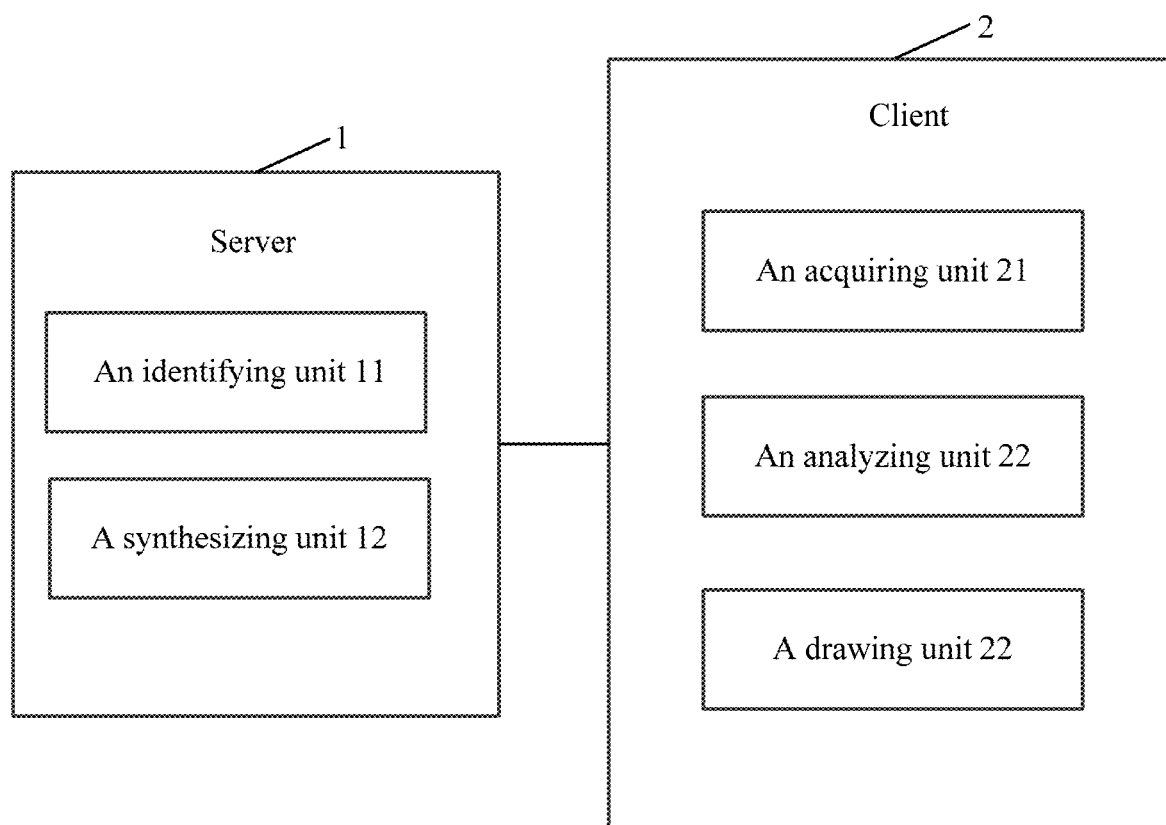 1
Server
An identifying unit 11
A synthesizing unit 12
2
Client
An acquiring unit 21
An analyzing unit 22
A drawing unit 22